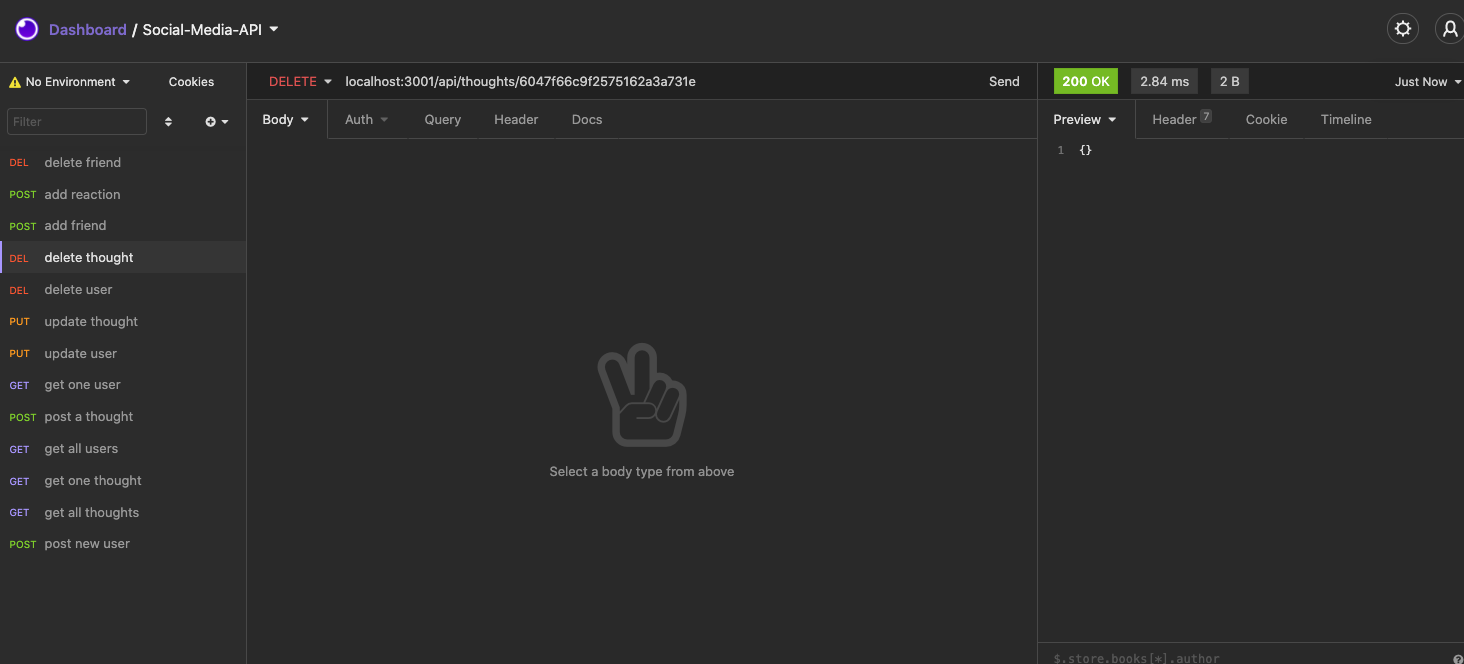 Dashboard / Social-Media-API
No Environment Cookies
DELETE localhost:3001/api/thoughts/6047f66c9f2575162a3a731e Send
200 OK 2.84 ms 2 B Just Now
Filter
Body Auth Query Header Docs
Preview Header 7 Cookie Timeline
1 {}
DEL delete friend
POST add reaction
POST add friend
DEL delete thought
DEL delete user
PUT update thought
PUT update user
GET get one user
POST post a thought
GET get all users
GET get one thought
GET get all thoughts
POST post new user
Select a body type from above
$.store.books[*].author